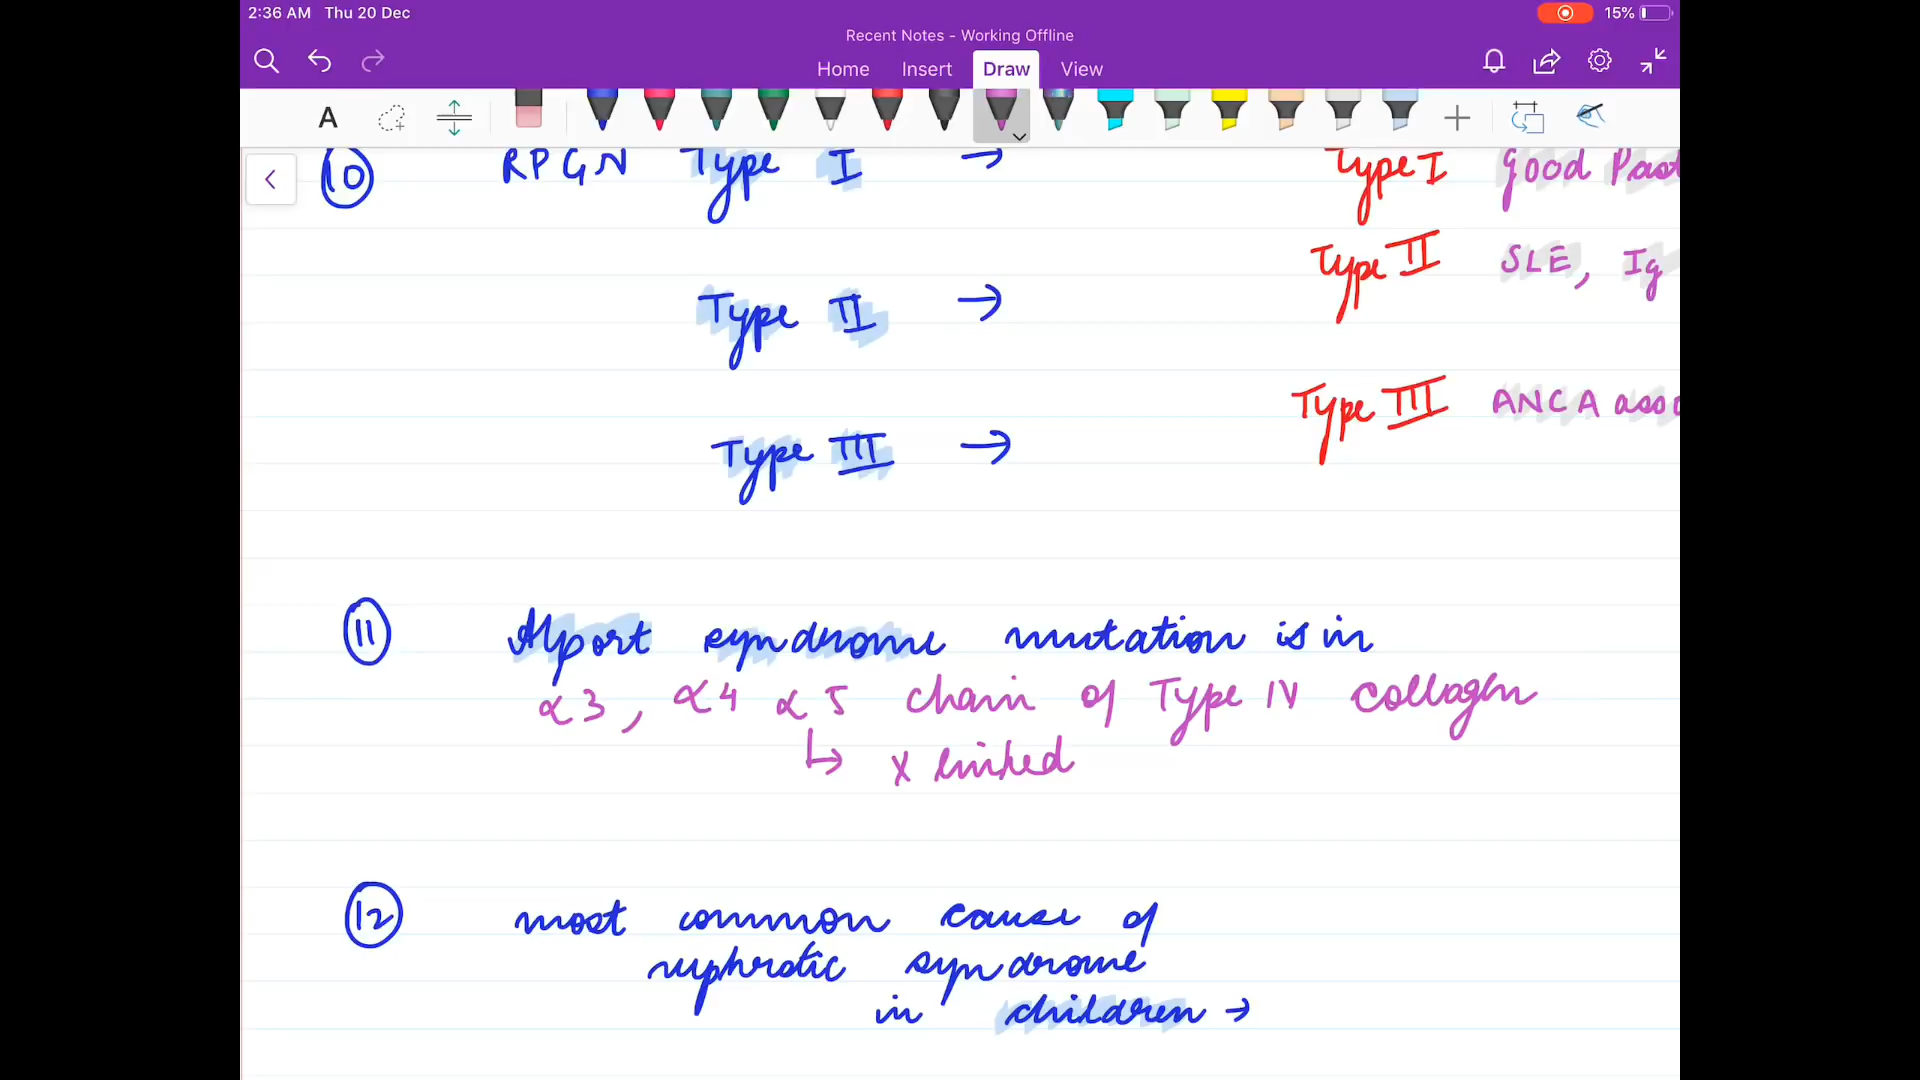 2:36 AM Thu 20 Dec 15%
Recent Notes - Working Offline
Home Insert Draw View
A
10 RPGN Type I → Type I Good Past
Type II SLE, Ig
Type II →
Type III ANCA asso
Type III →
11 Alport syndrome mutation is in
α3, α4 α5 chain of Type IV collagen
↳ X linked
12 most common cause of
nephrotic syndrome
in children →